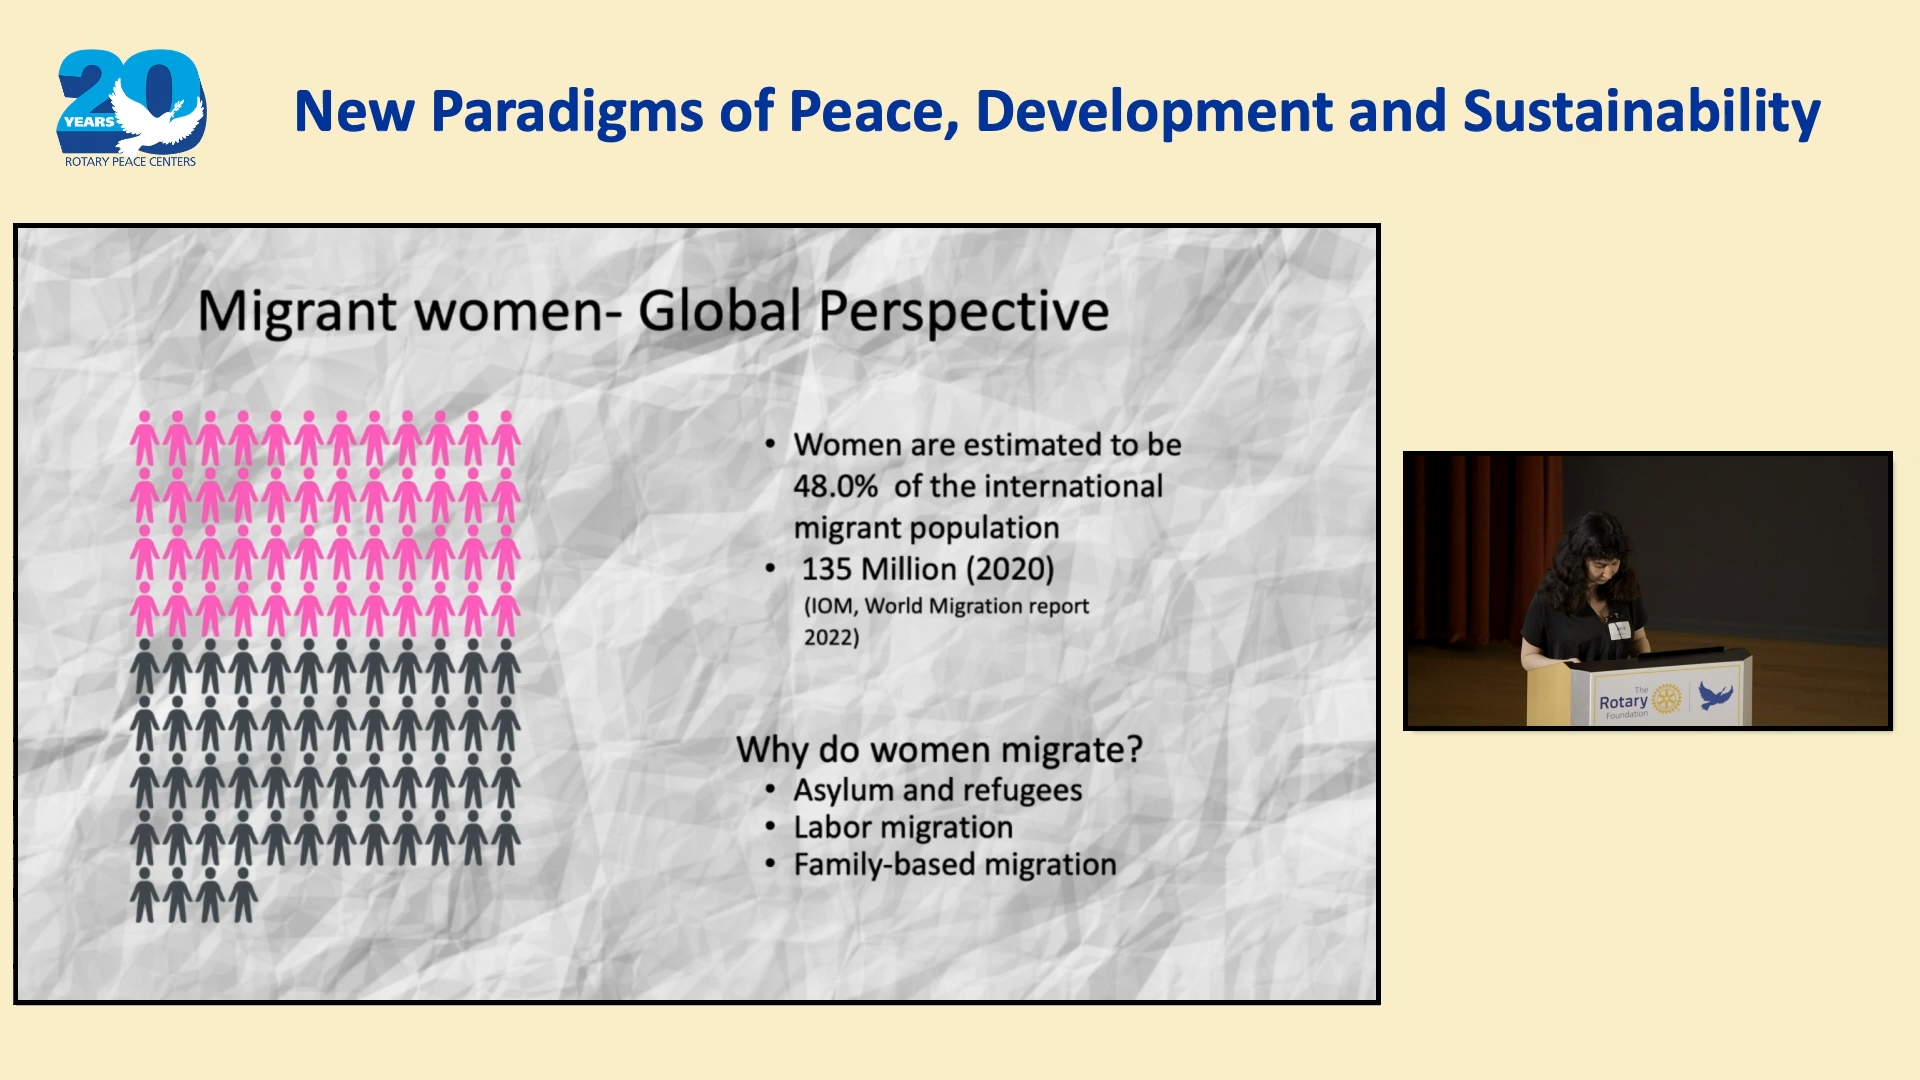 20
YEARS
ROTARY PEACE CENTERS
New Paradigms of Peace, Development and Sustainability
Migrant women- Global Perspective
• Women are estimated to be
48.0% of the international
migrant population
• 135 Million (2020)
(IOM, World Migration report
2022)
Why do women migrate?
• Asylum and refugees
• Labor migration
• Family-based migration
The
Rotary
Foundation